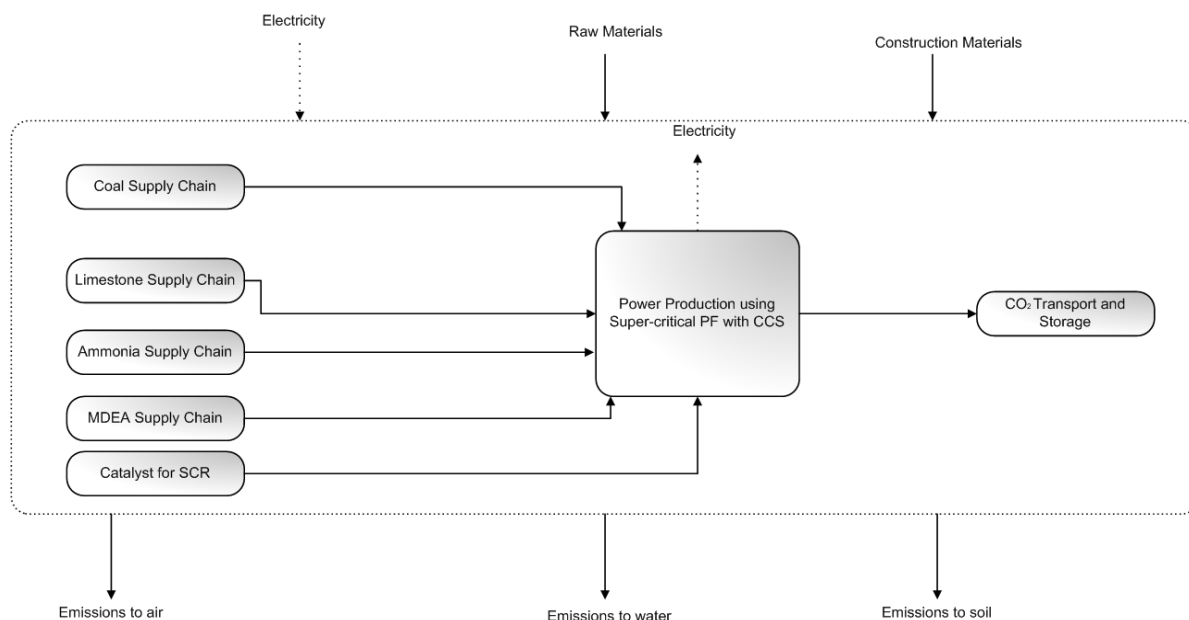 Electricity
Raw Materials
Construction Materials
Electricity
Coal Supply Chain
Limestone Supply Chain
Power Production using
Super-critical PF with CCS
CO₂ Transport and
Storage
Ammonia Supply Chain
MDEA Supply Chain
Catalyst for SCR
Emissions to air
Emissions to water
Emissions to soil